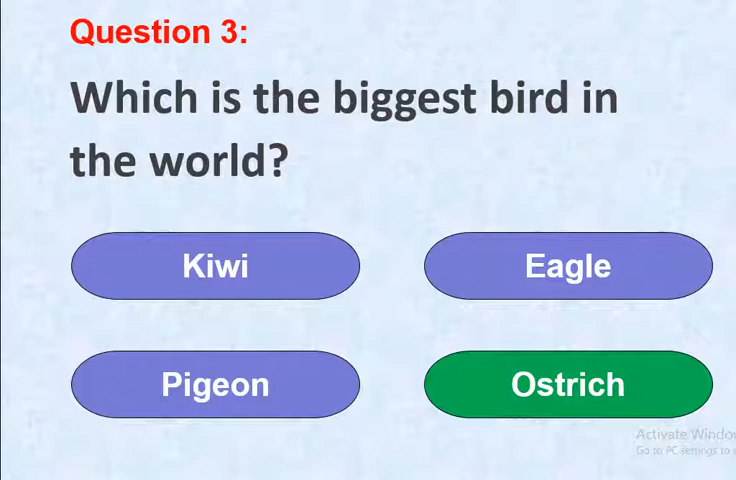 Question 3:
Which is the biggest bird in
the world?
Kiwi
Eagle
Pigeon
Ostrich
Activate Windo
Go to PC settings to